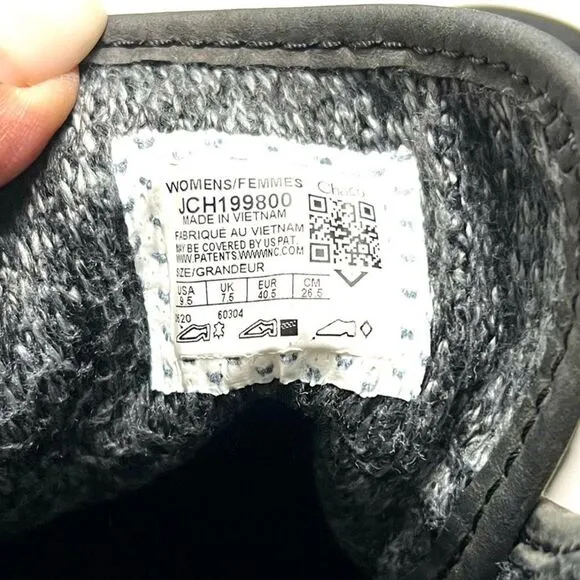 WOMENS/FEMMES Chaco
JCH199800
MADE IN VIETNAM
FABRIQUE AU VIETNAM
MAY BE COVERED BY US PAT.
WWW.PATENTS.WWWINC.COM
SIZE/GRANDEUR
USA UK EUR CM
9.5 7.5 40.5 26.5
60304